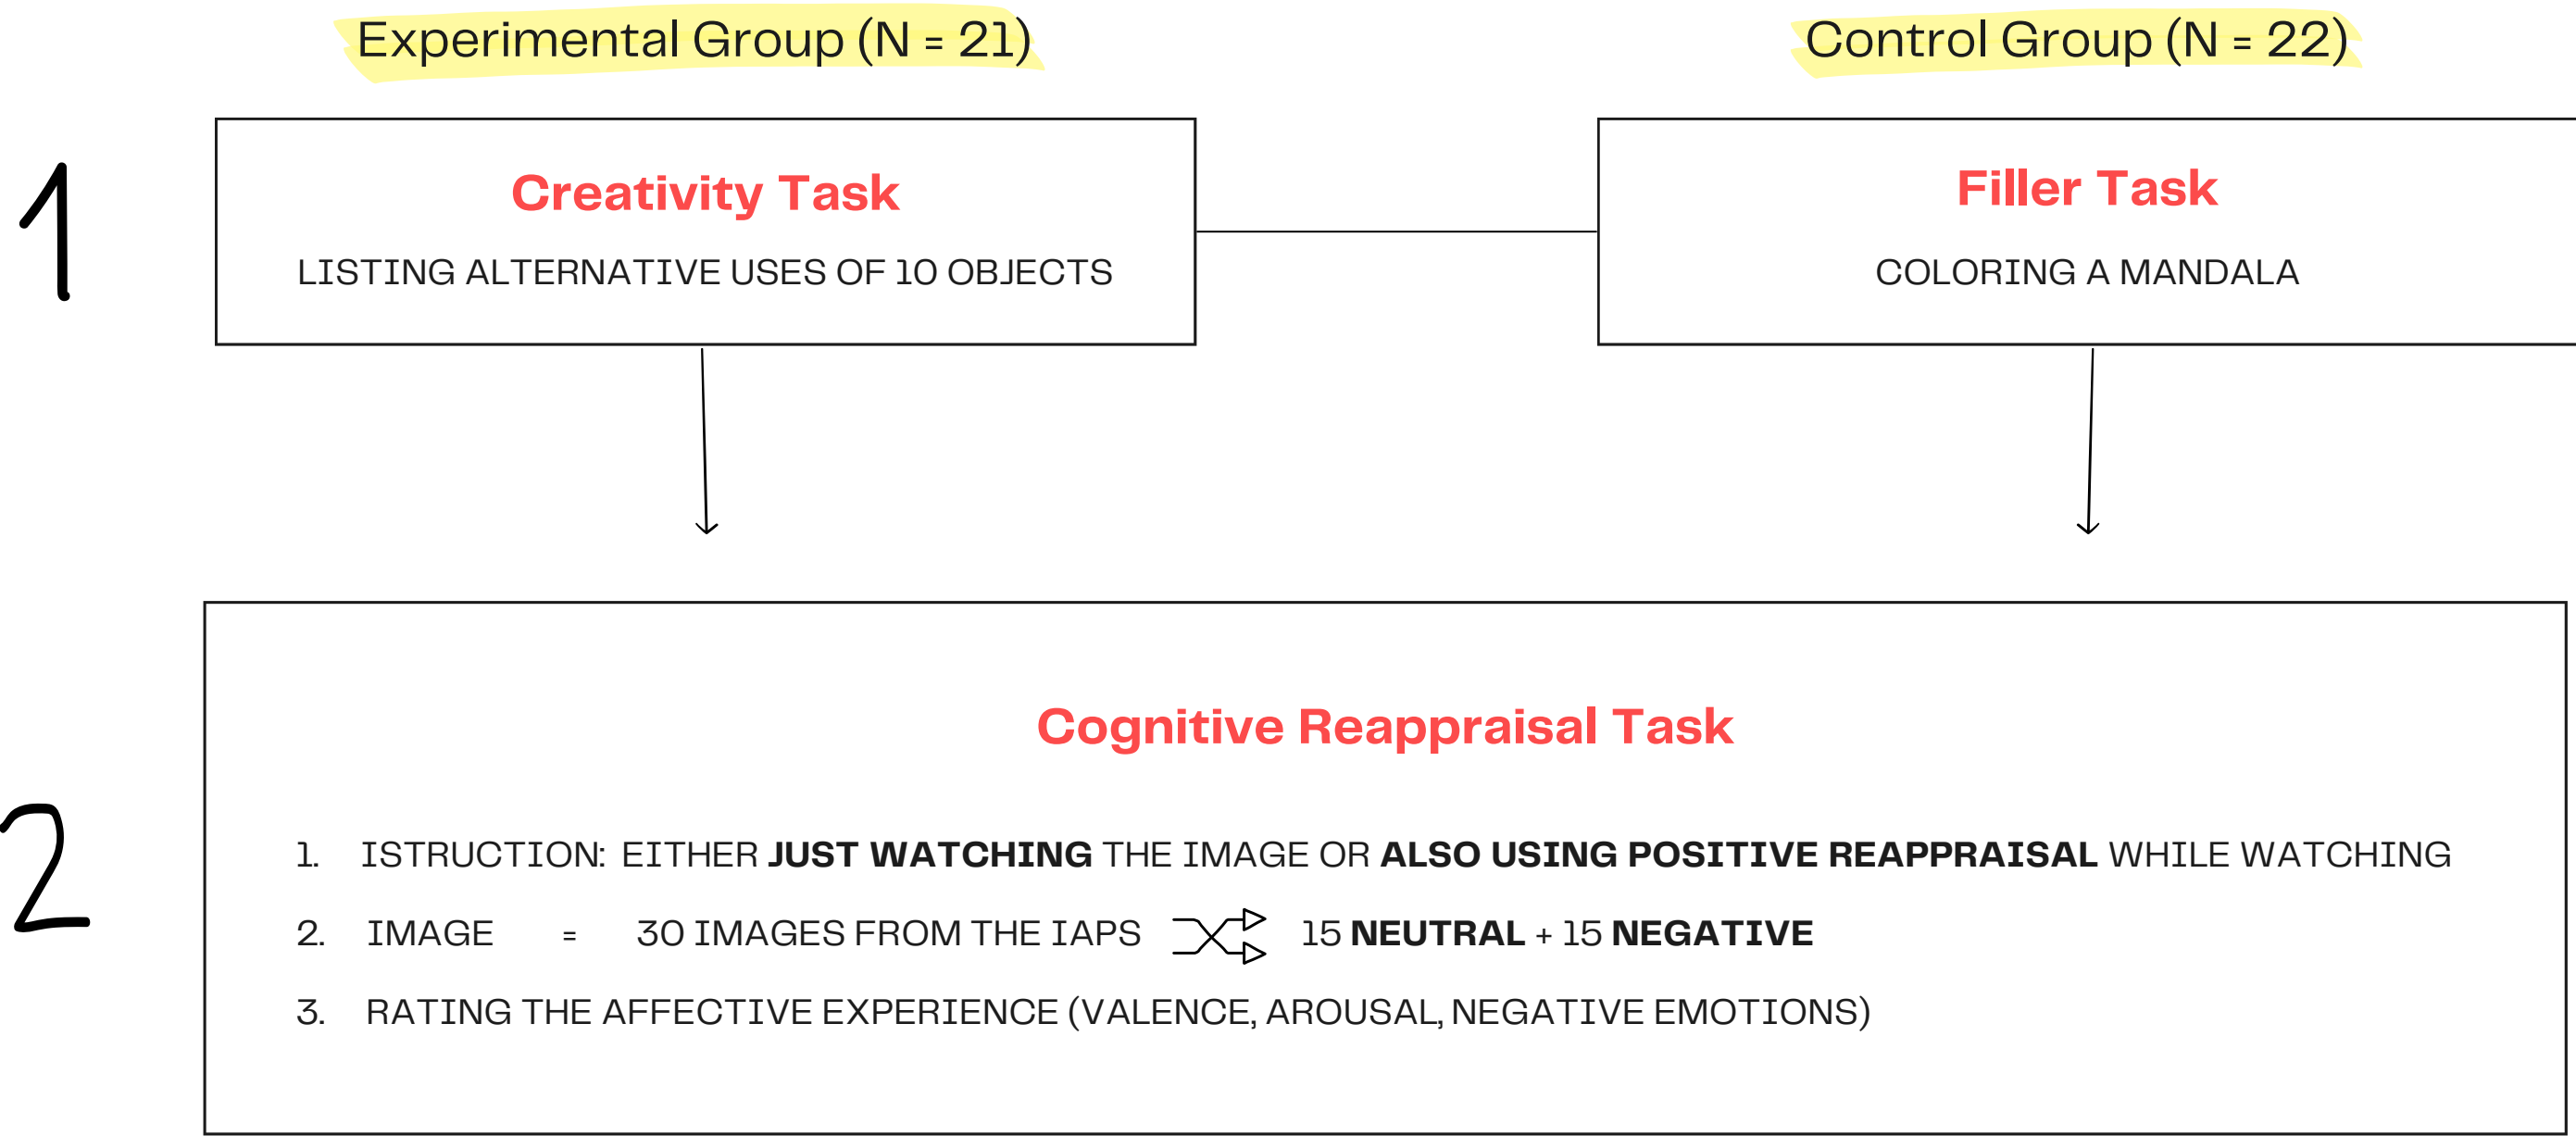 Experimental Group (N = 21)
Control Group (N = 22)
1
Creativity Task
LISTING ALTERNATIVE USES OF 10 OBJECTS
Filler Task
COLORING A MANDALA
2
Cognitive Reappraisal Task
1. ISTRUCTION: EITHER JUST WATCHING THE IMAGE OR ALSO USING POSITIVE REAPPRAISAL WHILE WATCHING
2. IMAGE = 30 IMAGES FROM THE IAPS 15 NEUTRAL + 15 NEGATIVE
3. RATING THE AFFECTIVE EXPERIENCE (VALENCE, AROUSAL, NEGATIVE EMOTIONS)